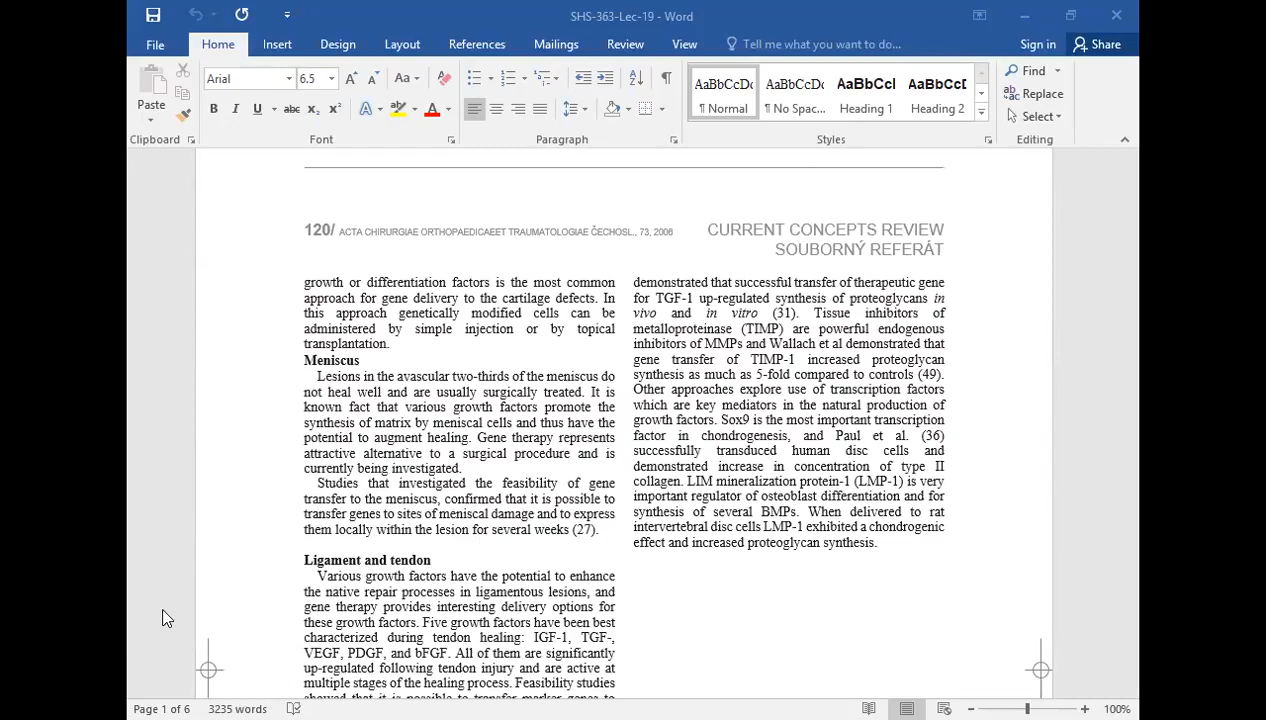 SHS-363-Lec-19 - Word
File Home Insert Design Layout References Mailings Review View Tell me what you want to do... Sign in Share
Paste
Arial 6.5
Aa
B I U abc x₂ x² A A
AaBbCcDc AaBbCcDc AaBbCcI AaBbCcD
¶ Normal ¶ No Spac... Heading 1 Heading 2
Find
Replace
Select
Clipboard Font Paragraph Styles Editing
120/ ACTA CHIRURGIAE ORTHOPAEDICAEET TRAUMATOLOGIAE ČECHOSL., 73, 2006
CURRENT CONCEPTS REVIEW
SOUBORNÝ REFERÁT
growth or differentiation factors is the most common
approach for gene delivery to the cartilage defects. In
this approach genetically modified cells can be
administered by simple injection or by topical
transplantation.
Meniscus
Lesions in the avascular two-thirds of the meniscus do
not heal well and are usually surgically treated. It is
known fact that various growth factors promote the
synthesis of matrix by meniscal cells and thus have the
potential to augment healing. Gene therapy represents
attractive alternative to a surgical procedure and is
currently being investigated.
Studies that investigated the feasibility of gene
transfer to the meniscus, confirmed that it is possible to
transfer genes to sites of meniscal damage and to express
them locally within the lesion for several weeks (27).
Ligament and tendon
Various growth factors have the potential to enhance
the native repair processes in ligamentous lesions, and
gene therapy provides interesting delivery options for
these growth factors. Five growth factors have been best
characterized during tendon healing: IGF-1, TGF-,
VEGF, PDGF, and bFGF. All of them are significantly
up-regulated following tendon injury and are active at
multiple stages of the healing process. Feasibility studies
showed that it is possible to transfer marker genes to
demonstrated that successful transfer of therapeutic gene
for TGF-1 up-regulated synthesis of proteoglycans in
vivo and in vitro (31). Tissue inhibitors of
metalloproteinase (TIMP) are powerful endogenous
inhibitors of MMPs and Wallach et al demonstrated that
gene transfer of TIMP-1 increased proteoglycan
synthesis as much as 5-fold compared to controls (49).
Other approaches explore use of transcription factors
which are key mediators in the natural production of
growth factors. Sox9 is the most important transcription
factor in chondrogenesis, and Paul et al. (36)
successfully transduced human disc cells and
demonstrated increase in concentration of type II
collagen. LIM mineralization protein-1 (LMP-1) is very
important regulator of osteoblast differentiation and for
synthesis of several BMPs. When delivered to rat
intervertebral disc cells LMP-1 exhibited a chondrogenic
effect and increased proteoglycan synthesis.
Page 1 of 6 3235 words 100%